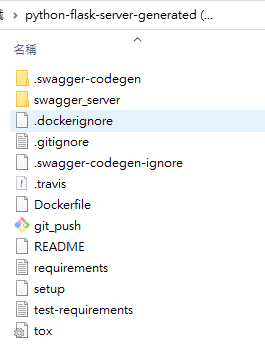 python-flask-server-generated (...
名稱
.swagger-codegen
swagger_server
.dockerignore
.gitignore
.swagger-codegen-ignore
.travis
Dockerfile
git_push
README
requirements
setup
test-requirements
tox